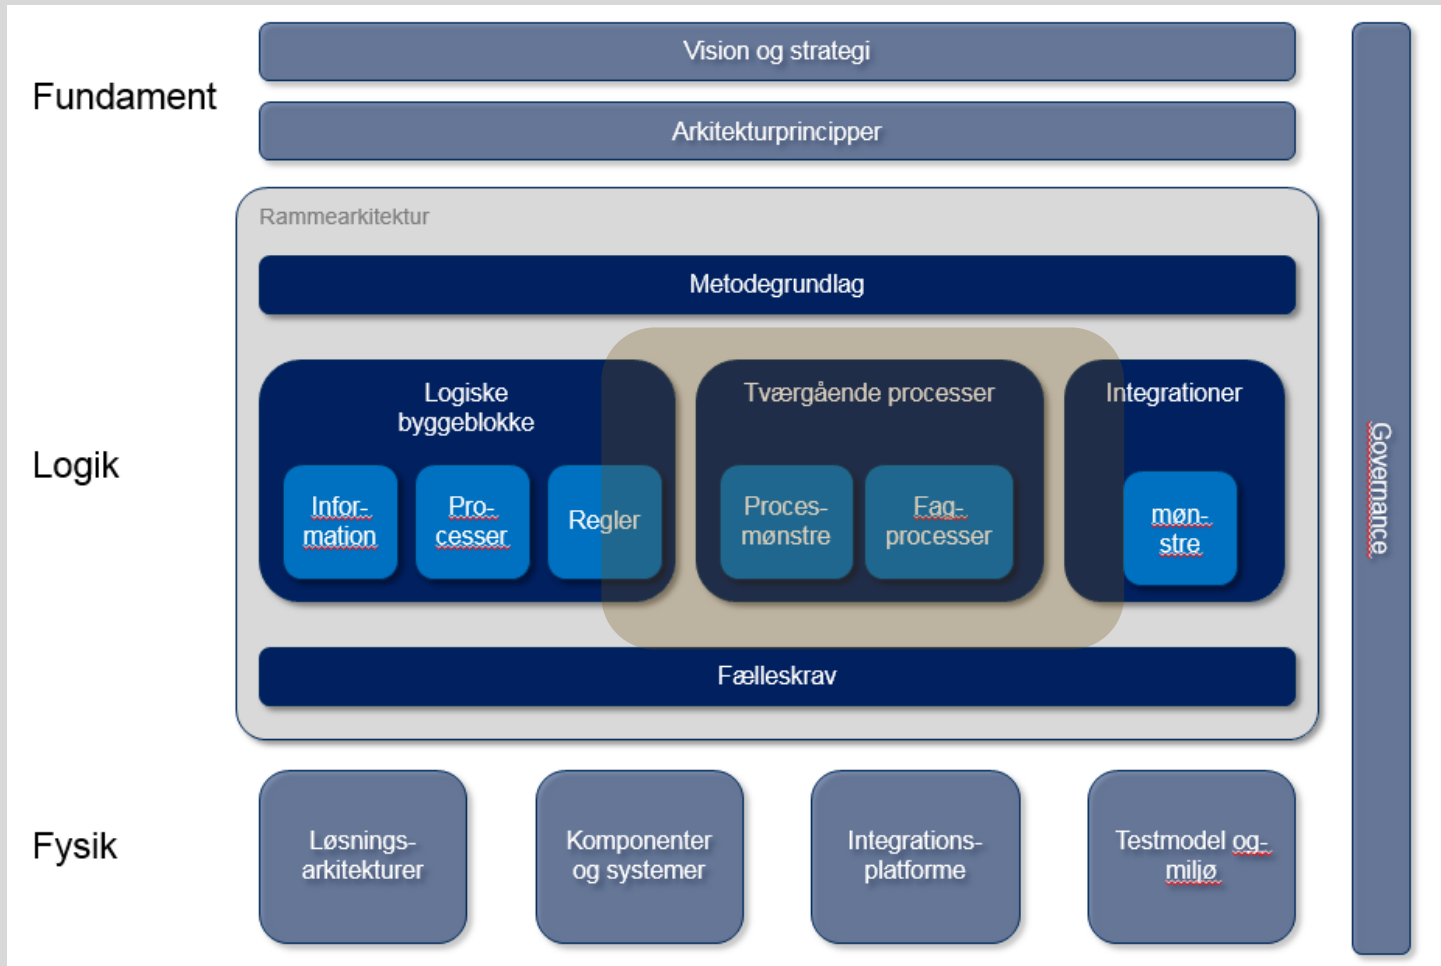 Fundament
Vision og strategi
Arkitekturprincipper
Rammearkitektur
Metodegrundlag
Logik
Logiske
byggeblokke
Infor-
mation
Pro-
cesser
Regler
Tværgående processer
Proces-
mønstre
Fag-
processer
Integrationer
møn-
stre
Fælleskrav
Fysik
Løsnings-
arkitekturer
Komponenter
og systemer
Integrations-
platforme
Testmodel og-
miljø
Governance